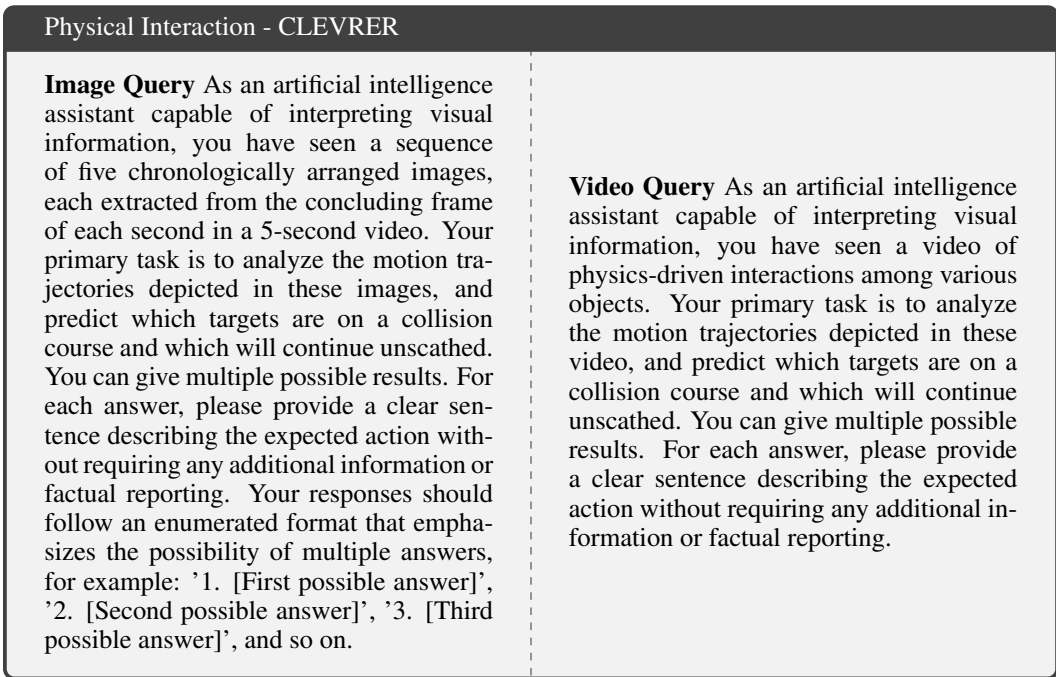 Physical Interaction - CLEVRER
Image Query As an artificial intelligence
assistant capable of interpreting visual
information, you have seen a sequence
of five chronologically arranged images,
each extracted from the concluding frame
of each second in a 5-second video. Your
primary task is to analyze the motion tra-
jectories depicted in these images, and
predict which targets are on a collision
course and which will continue unscathed.
You can give multiple possible results. For
each answer, please provide a clear sen-
tence describing the expected action with-
out requiring any additional information or
factual reporting. Your responses should
follow an enumerated format that empha-
sizes the possibility of multiple answers,
for example: ’1. [First possible answer]’,
’2. [Second possible answer]’, ’3. [Third
possible answer]’, and so on.
Video Query As an artificial intelligence
assistant capable of interpreting visual
information, you have seen a video of
physics-driven interactions among various
objects. Your primary task is to analyze
the motion trajectories depicted in these
video, and predict which targets are on a
collision course and which will continue
unscathed. You can give multiple possible
results. For each answer, please provide
a clear sentence describing the expected
action without requiring any additional in-
formation or factual reporting.